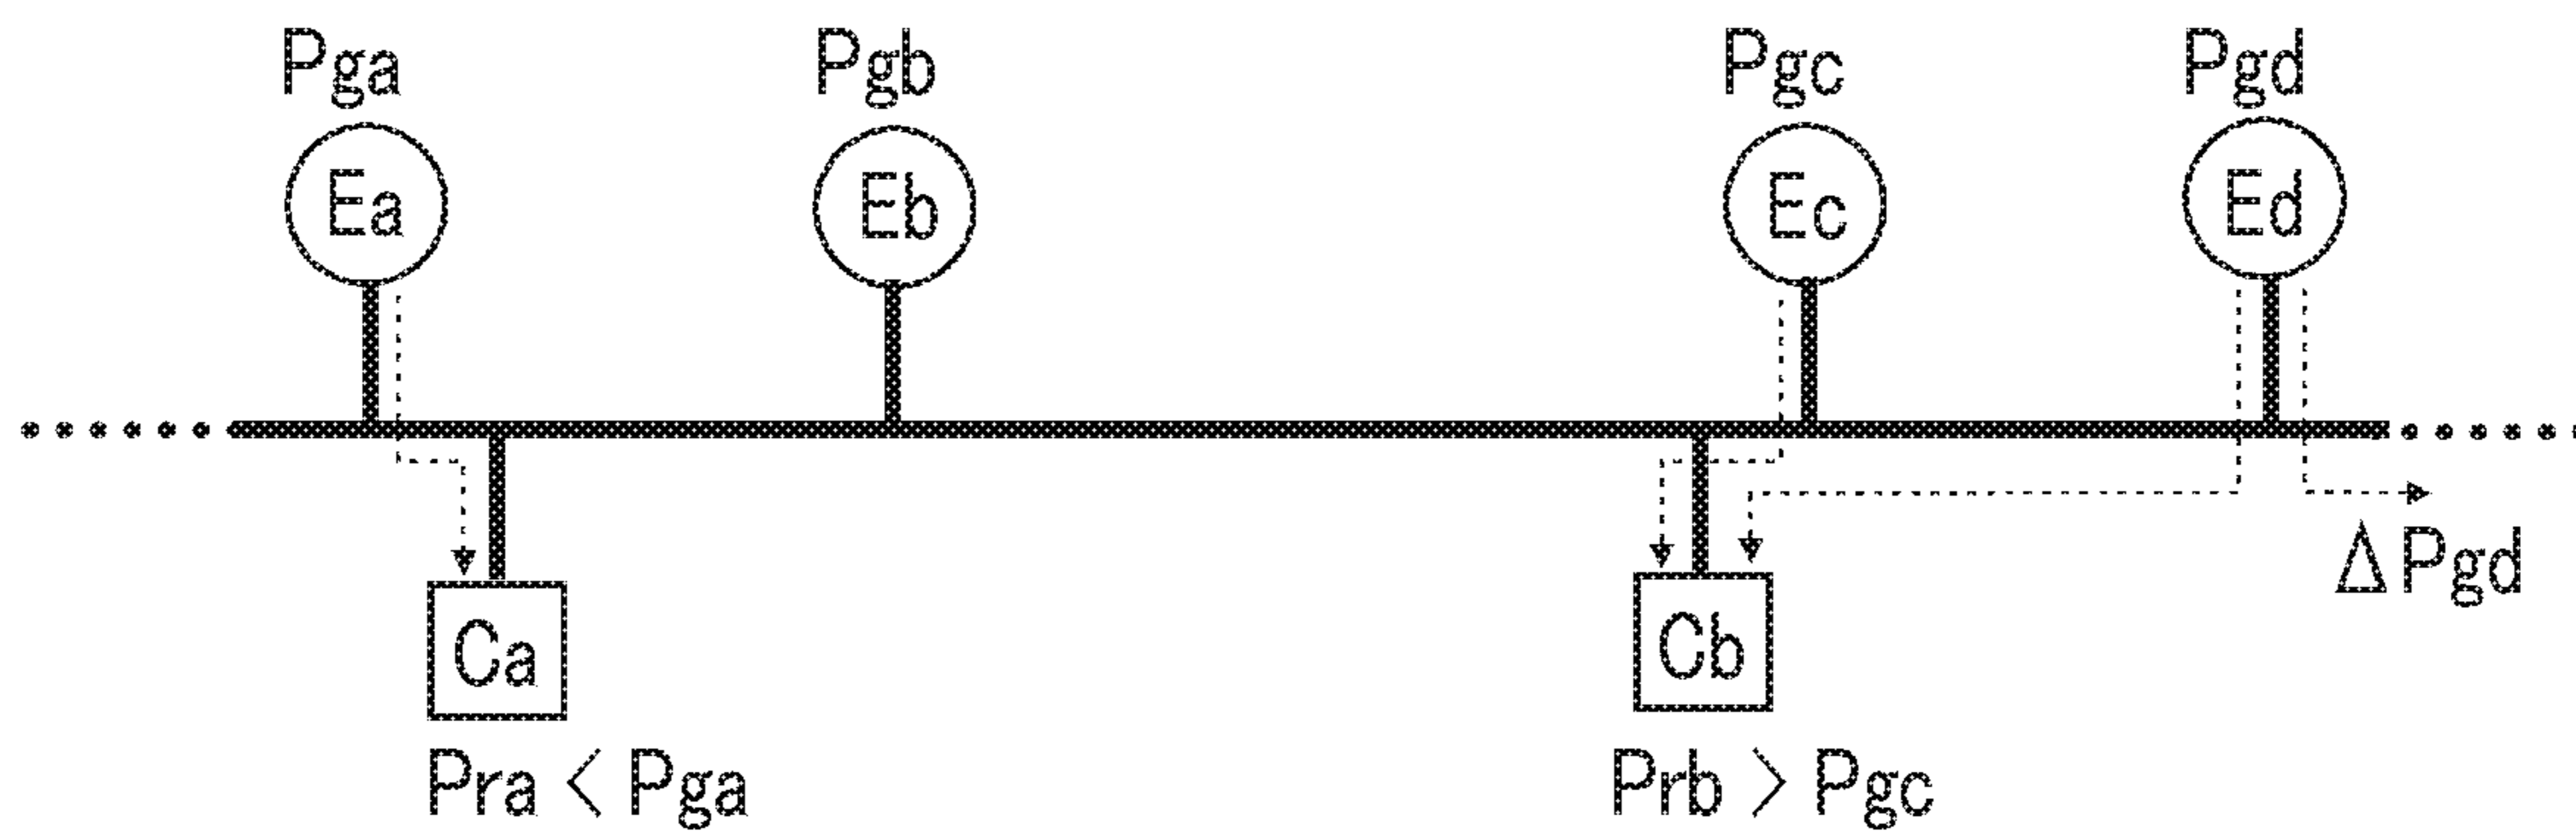 Pga Pgb Pgc Pgd
Ea Eb Ec Ed
ΔPgd
Ca Cb
Pra < Pga Prb > Pgc